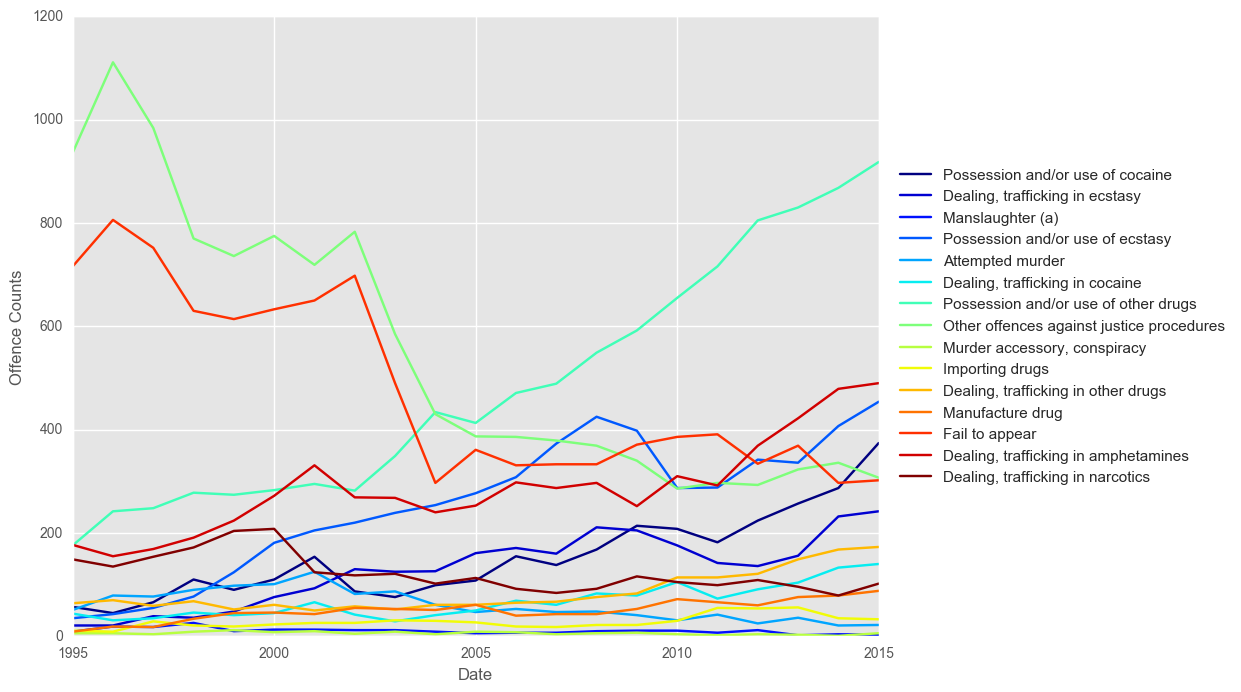 1200
1000
800
600
400
200
0
Offence Counts
1995
2000
2005
2010
2015
Date
Possession and/or use of cocaine
Dealing, trafficking in ecstasy
Manslaughter (a)
Possession and/or use of ecstasy
Attempted murder
Dealing, trafficking in cocaine
Possession and/or use of other drugs
Other offences against justice procedures
Murder accessory, conspiracy
Importing drugs
Dealing, trafficking in other drugs
Manufacture drug
Fail to appear
Dealing, trafficking in amphetamines
Dealing, trafficking in narcotics